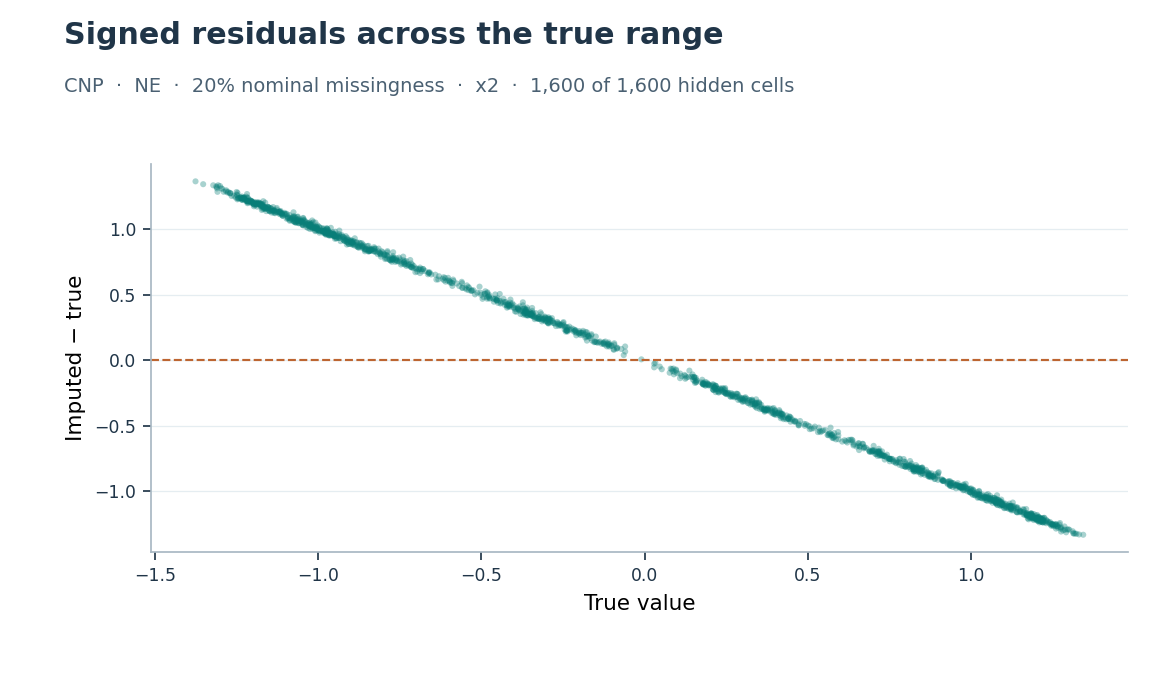 Signed residuals across the true range
CNP · NE · 20% nominal missingness · x2 · 1,600 of 1,600 hidden cells
Imputed − true
1.0
0.5
0.0
−0.5
−1.0
−1.5
−1.0
−0.5
0.0
0.5
1.0
True value